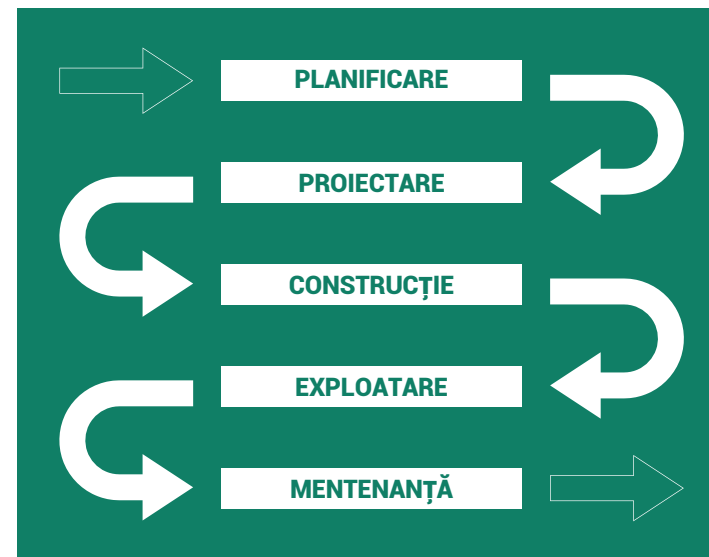 PLANIFICARE
PROIECTARE
CONSTRUCȚIE
EXPLOATARE
MENTENANȚĂ